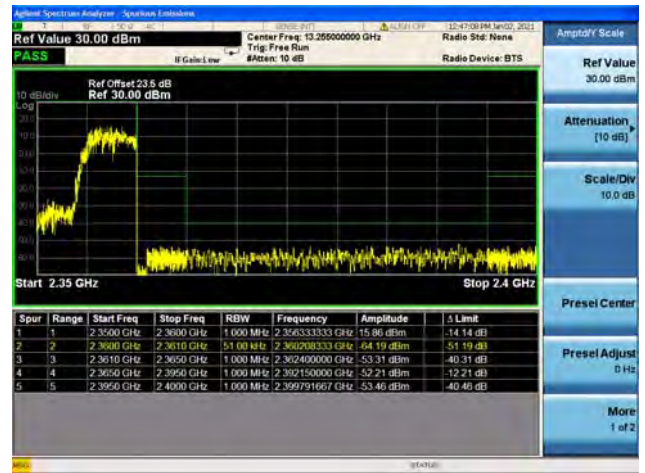 Agilent Spectrum Analyzer - Spurious Emissions
SENSE:INT ALIGN OFF 12:47:09 PM Jan 02, 2021
Ref Value 30.00 dBm Center Freq: 13.255000000 GHz Radio Std: None
Trig: Free Run
PASS IFGain:Low #Atten: 10 dB Radio Device: BTS
Ref Offset 23.5 dB
10 dB/div Ref 30.00 dBm
Log
Start 2.35 GHz Stop 2.4 GHz
Spur Range Start Freq Stop Freq RBW Frequency Amplitude Δ Limit
1 1 2.3500 GHz 2.3600 GHz 1.000 MHz 2.356333333 GHz 15.86 dBm -14.14 dB
2 2 2.3600 GHz 2.3610 GHz 51.00 kHz 2.360208333 GHz -64.19 dBm -51.19 dB
3 3 2.3610 GHz 2.3650 GHz 1.000 MHz 2.362400000 GHz -53.31 dBm -40.31 dB
4 4 2.3650 GHz 2.3950 GHz 1.000 MHz 2.392150000 GHz -52.21 dBm -12.21 dB
5 5 2.3950 GHz 2.4000 GHz 1.000 MHz 2.399791667 GHz -53.46 dBm -40.46 dB
MSG STATUS
Amptd/Y Scale
Ref Value
30.00 dBm
Attenuation
[10 dB]
Scale/Div
10.0 dB
Presel Center
Presel Adjust
0 Hz
More
1 of 2